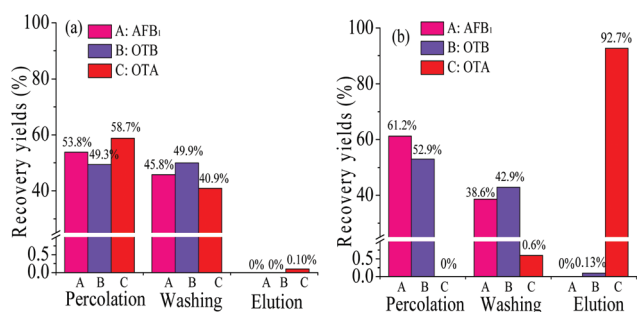 (a)
A: AFB₁
B: OTB
C: OTA
Recovery yields (%)
100
80
60
40
0.5
0.0
53.8%
49.3%
58.7%
45.8%
49.9%
40.9%
0% 0% 0.10%
A B C A B C A B C
Percolation Washing Elution
(b)
A: AFB₁
B: OTB
C: OTA
Recovery yields (%)
100
80
60
40
0.5
0.0
61.2%
52.9%
0%
38.6%
42.9%
0.6%
0% 0.13%
92.7%
A B C A B C A B C
Percolation Washing Elution